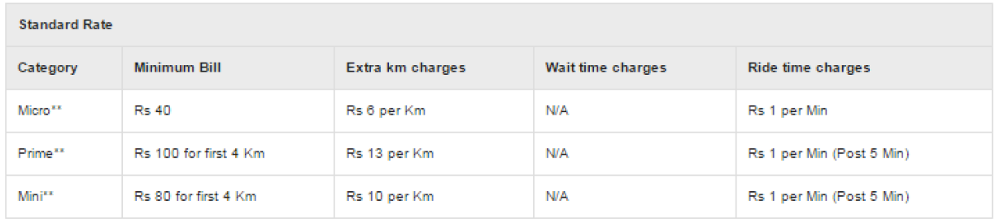 Standard Rate
Category Minimum Bill Extra km charges Wait time charges Ride time charges
Micro** Rs 40 Rs 6 per Km N/A Rs 1 per Min
Prime** Rs 100 for first 4 Km Rs 13 per Km N/A Rs 1 per Min (Post 5 Min)
Mini** Rs 80 for first 4 Km Rs 10 per Km N/A Rs 1 per Min (Post 5 Min)